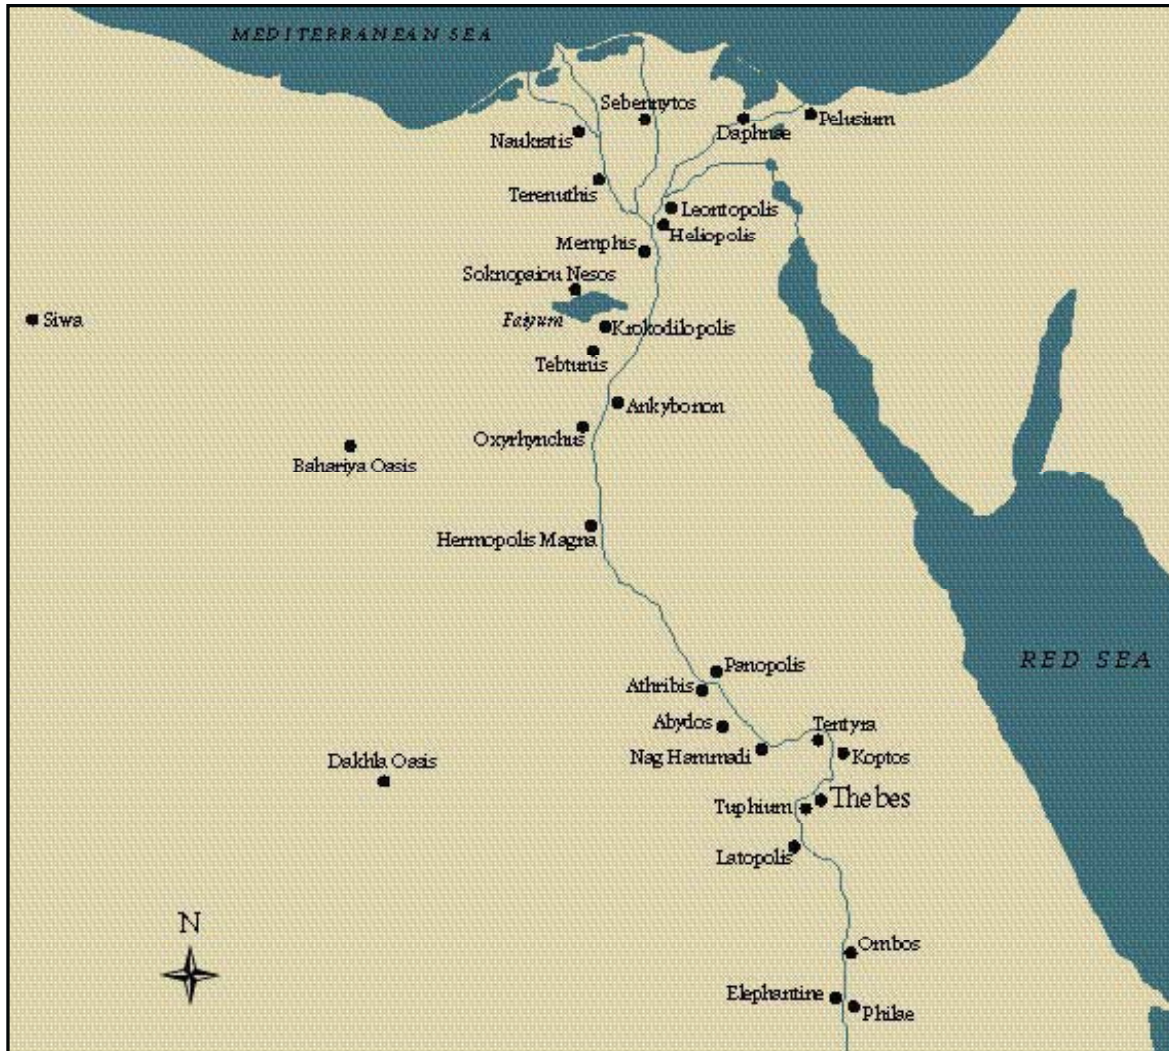 MEDITERRANEAN SEA
Sebennytos
Naukratis
Daphnae
Pelusium
Terenuthis
Leontopolis
Heliopolis
Memphis
Soknopaiou Nesos
Siwa
Faiyum
Krokodilopolis
Tebtunis
Ankybonon
Oxyrhynchus
Bahariya Oasis
Hermopolis Magna
RED SEA
Panopolis
Athribis
Abydos
Tentyra
Nag Hammadi
Koptos
Dakhla Oasis
Thebes
Tuphium
Latopolis
N
Ombos
Elephantine
Philae